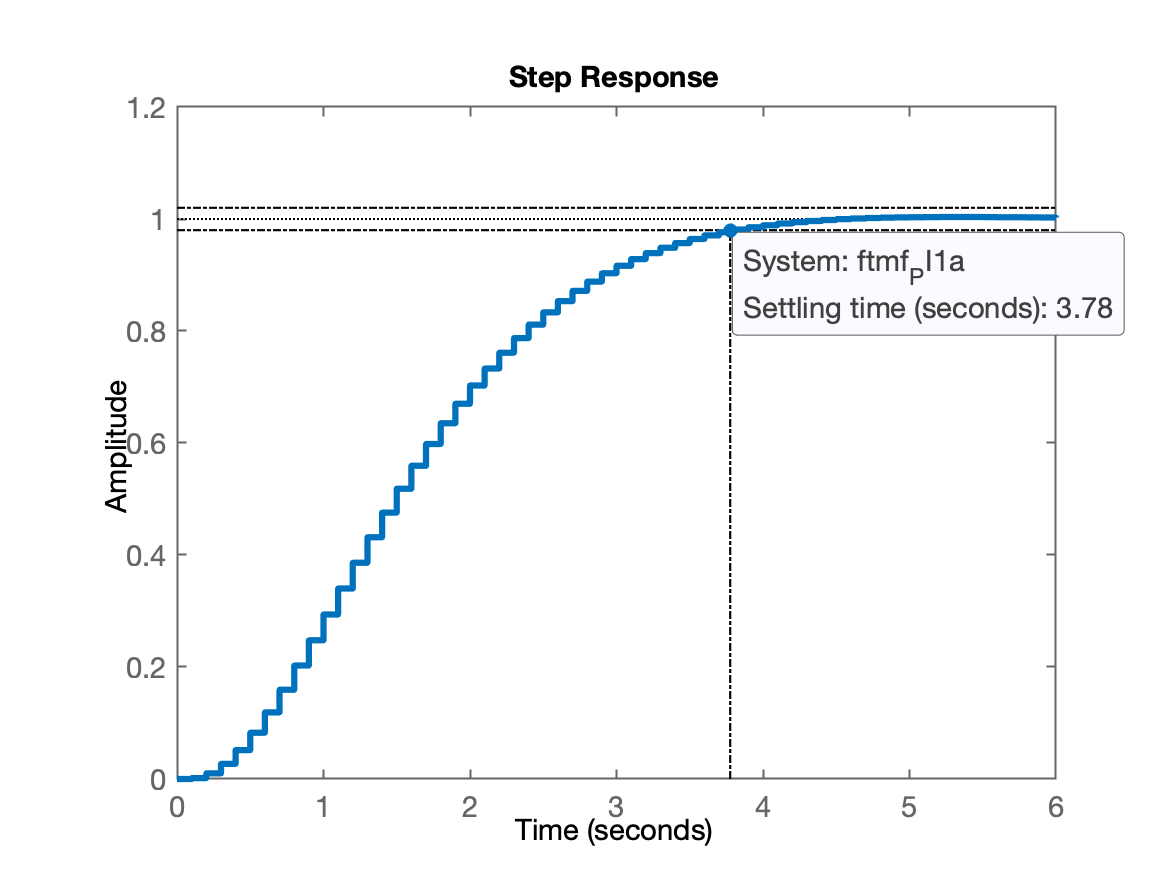 Step Response
1.2
1
0.8
0.6
0.4
0.2
0
Amplitude
System: ftmfPI1a
Settling time (seconds): 3.78
0 1 2 3 4 5 6
Time (seconds)